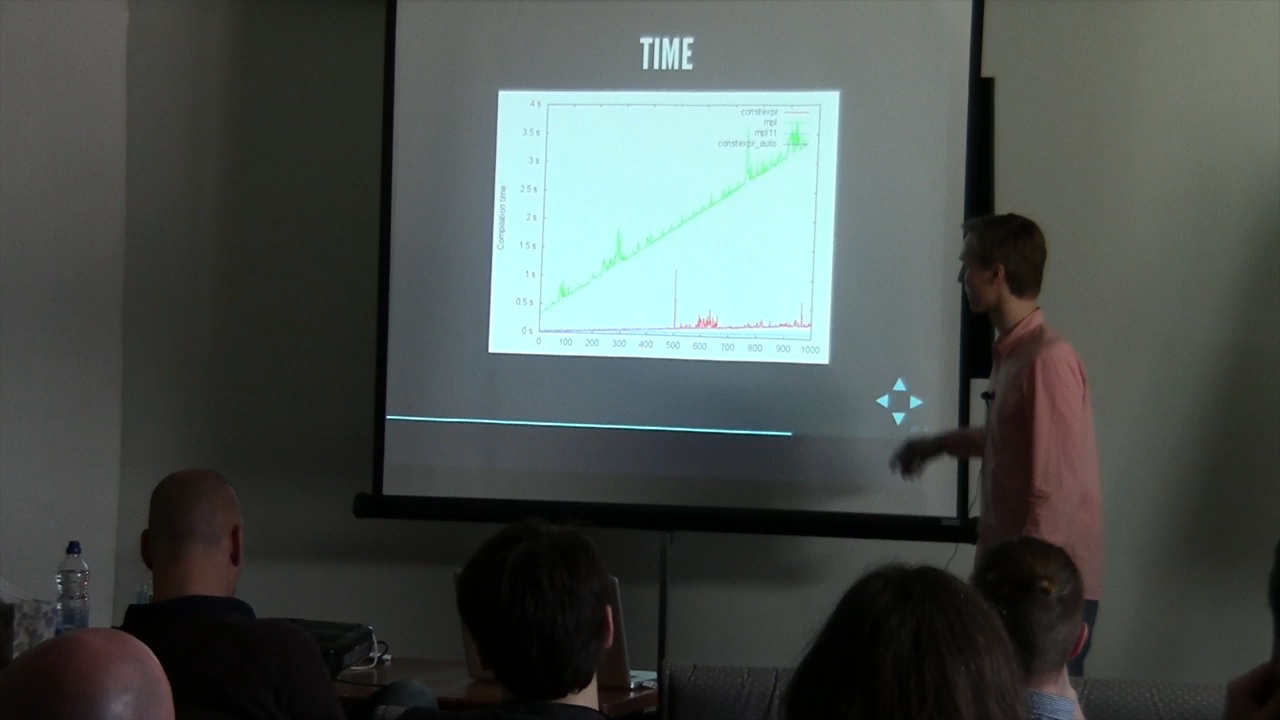 TIME
4 s
3.5 s
3 s
2.5 s
2 s
1.5 s
1 s
0.5 s
0 s
Compilation time
constexpr
mpl
mpl11
constexpr_auto
0 100 200 300 400 500 600 700 800 900 1000